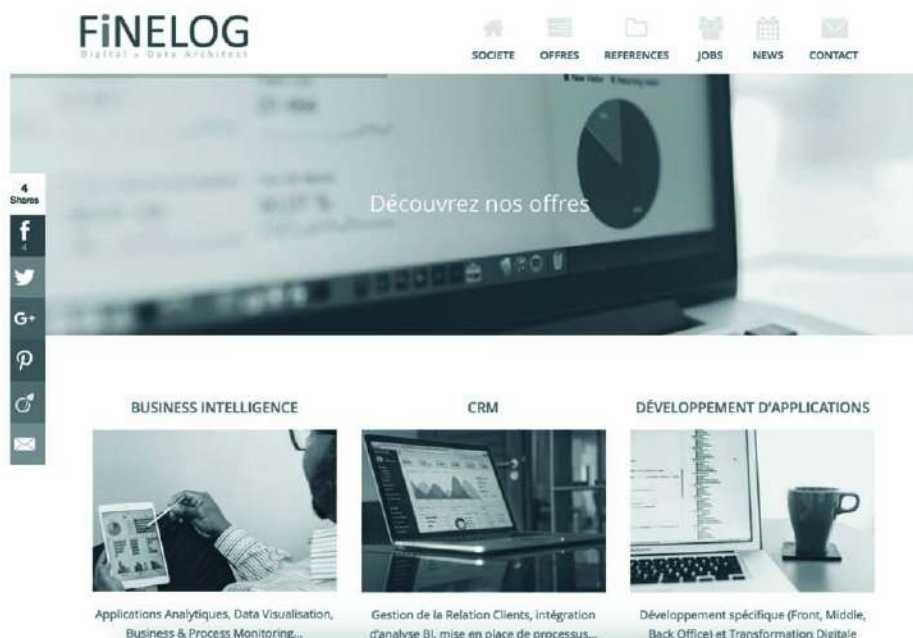 FiNELOG
Digital & Data Architect
SOCIETE OFFRES REFERENCES JOBS NEWS CONTACT
Découvrez nos offres
4
Shares
f
4
G+
BUSINESS INTELLIGENCE
CRM
DÉVELOPPEMENT D'APPLICATIONS
Applications Analytiques, Data Visualisation,
Business & Process Monitoring...
Gestion de la Relation Clients, intégration
d'analyse BI, mise en place de processus...
Développement spécifique (Front, Middle,
Back Office) et Transformation Digitale